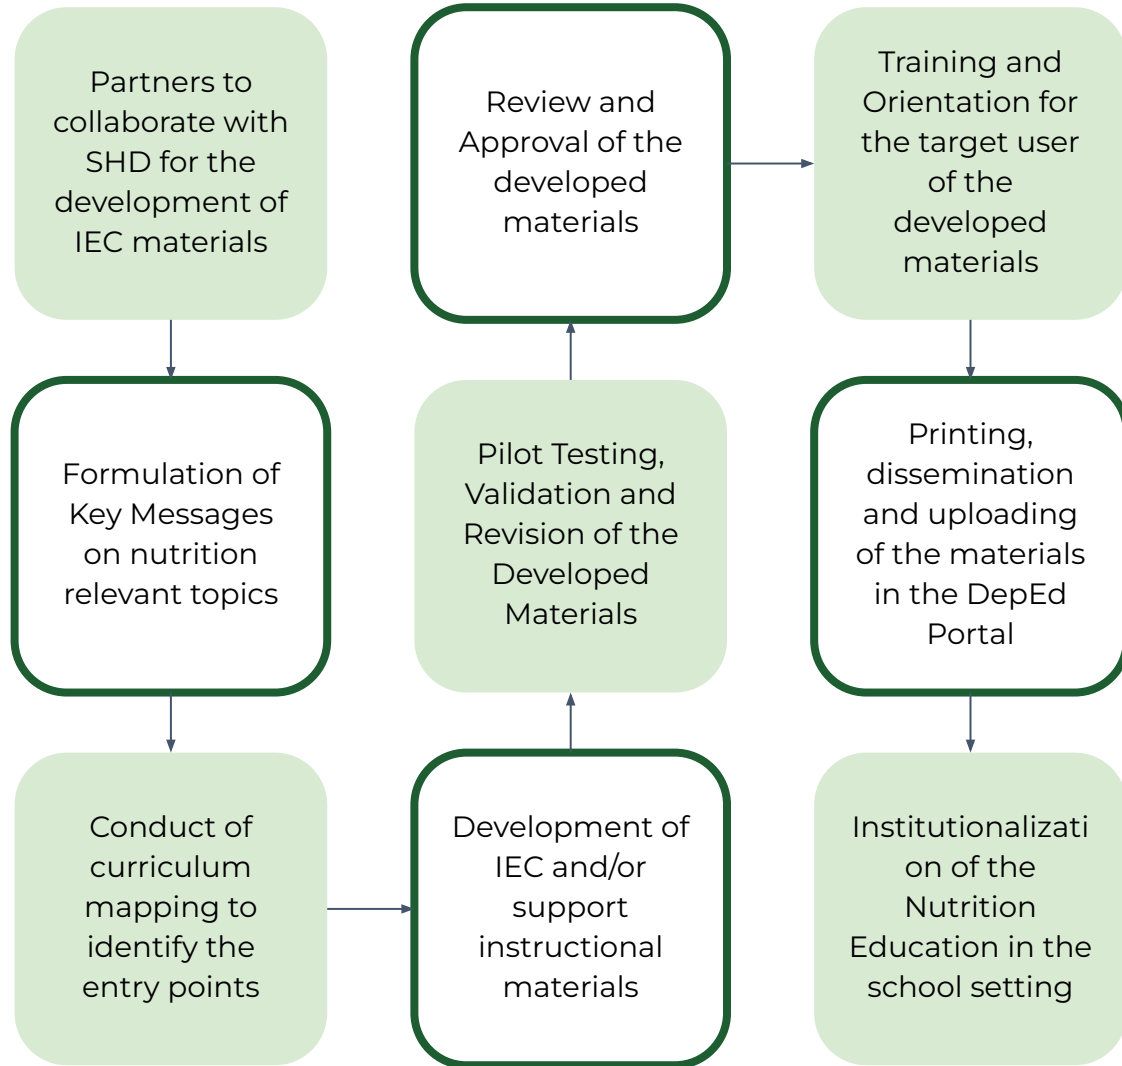 Partners to
collaborate with
SHD for the
development of
IEC materials
Formulation of
Key Messages
on nutrition
relevant topics
Conduct of
curriculum
mapping to
identify the
entry points
Development of
IEC and/or
support
instructional
materials
Pilot Testing,
Validation and
Revision of the
Developed
Materials
Review and
Approval of the
developed
materials
Training and
Orientation for
the target user
of the
developed
materials
Printing,
dissemination
and uploading
of the materials
in the DepEd
Portal
Institutionalizati
on of the
Nutrition
Education in the
school setting